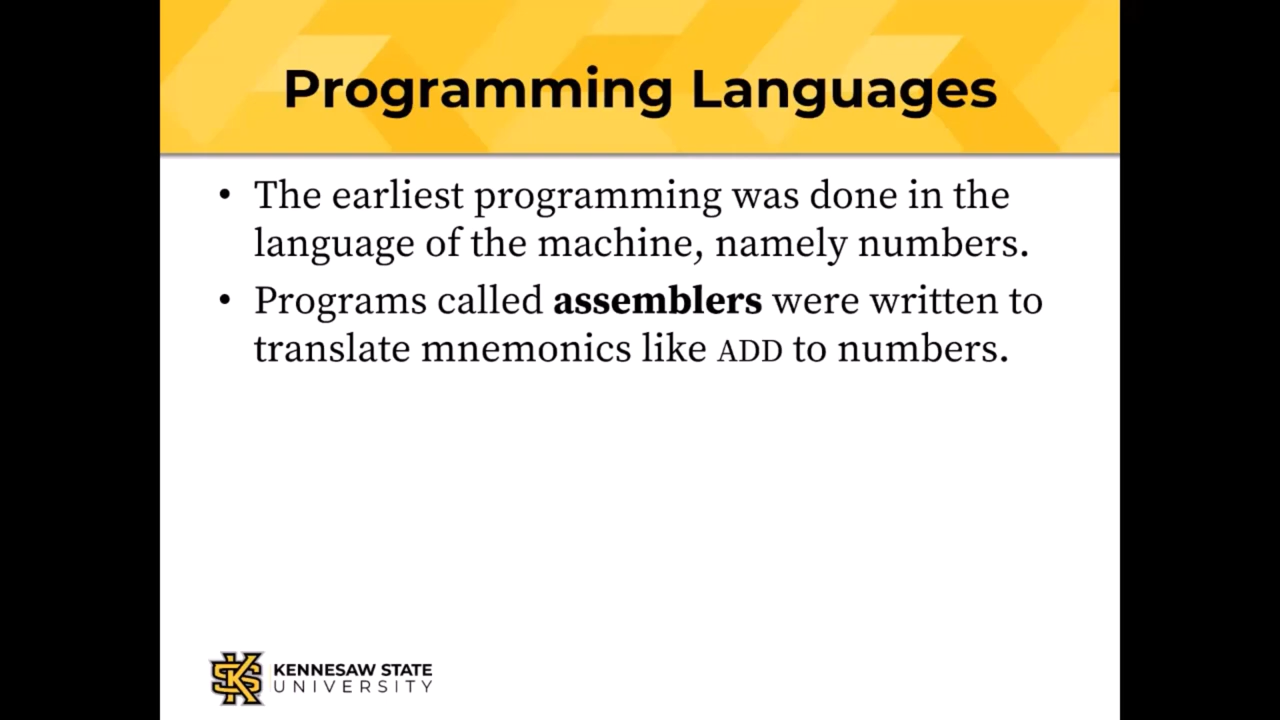 Programming Languages
• The earliest programming was done in the
language of the machine, namely numbers.
• Programs called assemblers were written to
translate mnemonics like ADD to numbers.
KENNESAW STATE
UNIVERSITY